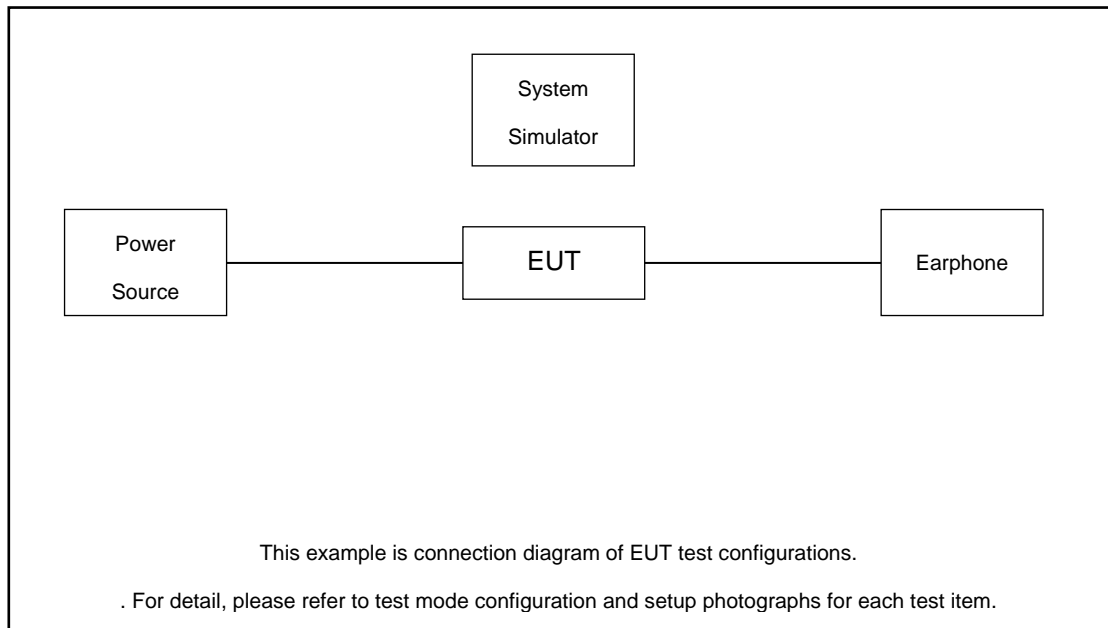 System
Simulator
Power
Source
EUT
Earphone
This example is connection diagram of EUT test configurations.
. For detail, please refer to test mode configuration and setup photographs for each test item.